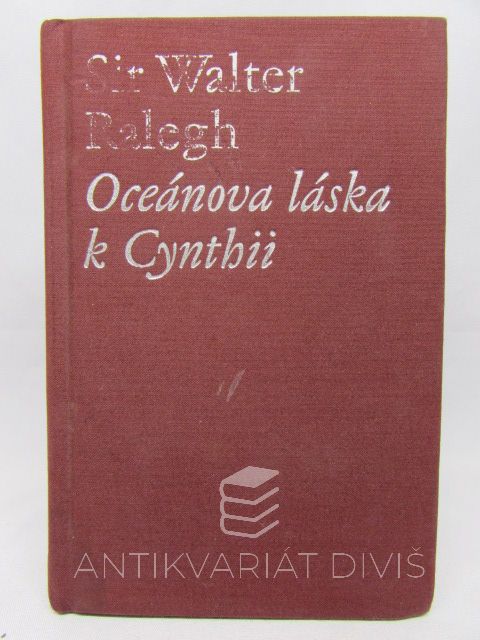 Sir Walter
Ralegh
Oceánova láska
k Cynthii
ANTIKVARIÁT DIVIŠ